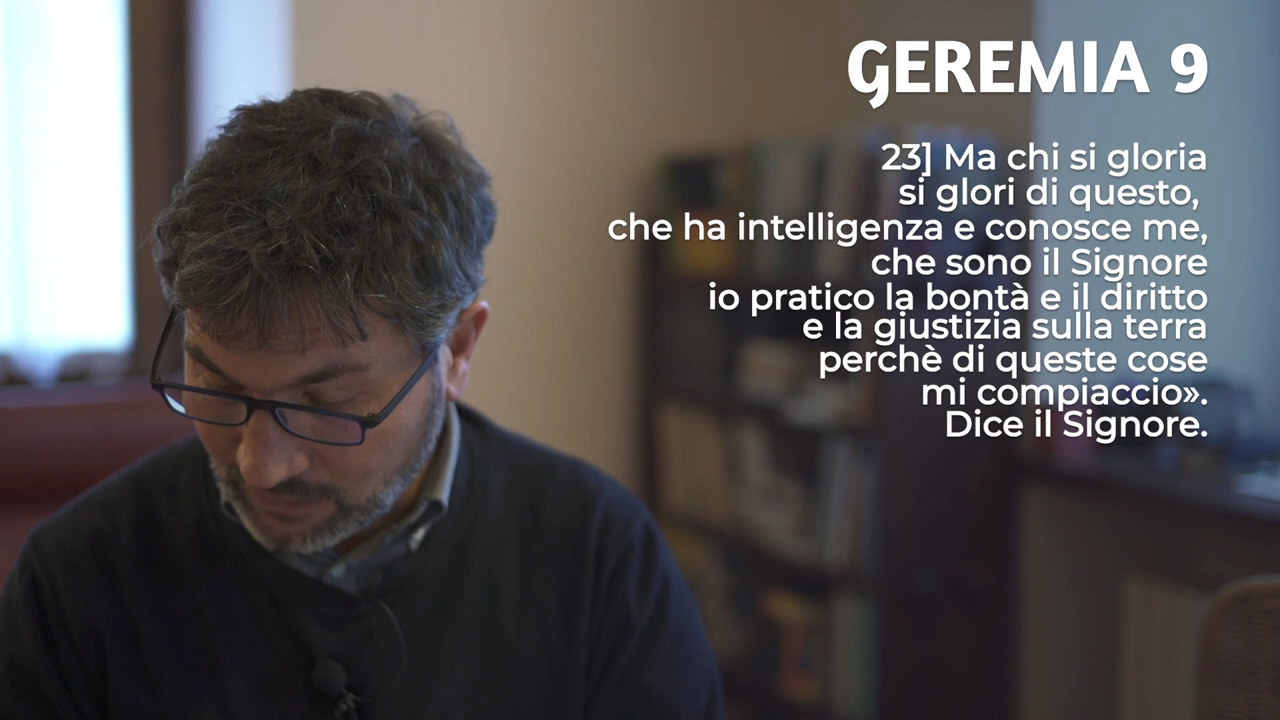 GEREMIA 9
23] Ma chi si gloria
si glori di questo,
che ha intelligenza e conosce me,
che sono il Signore
io pratico la bontà e il diritto
e la giustizia sulla terra
perchè di queste cose
mi compiaccio».
Dice il Signore.